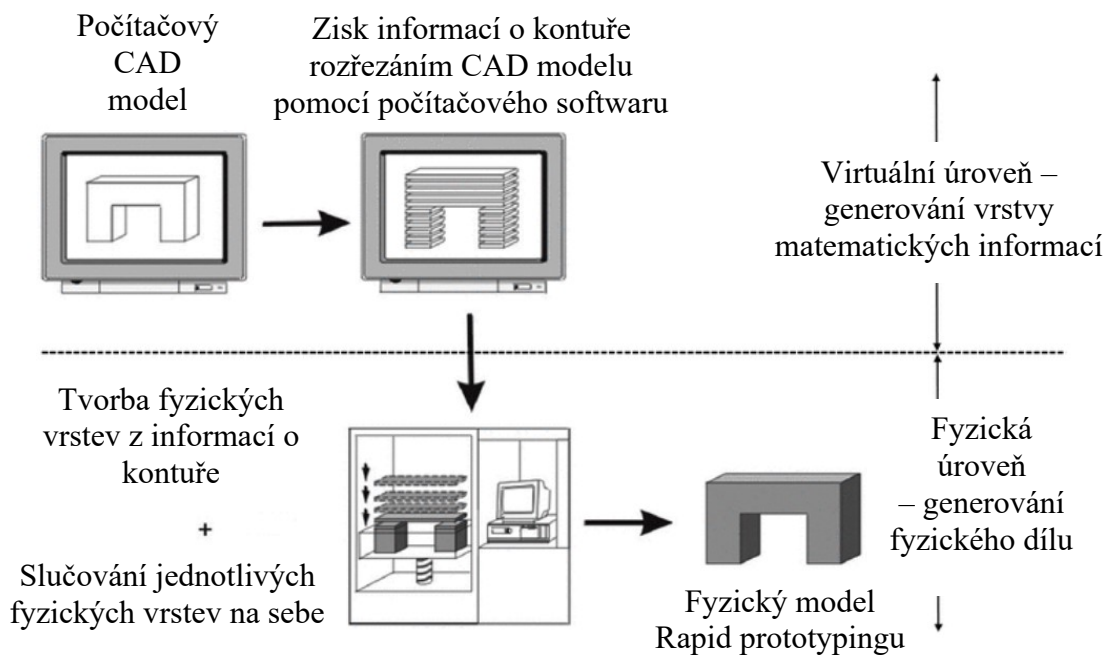 Počítačový
CAD
model
Zisk informací o kontuře
rozřezáním CAD modelu
pomocí počítačového softwaru
Virtuální úroveň –
generování vrstvy
matematických informací
Tvorba fyzických
vrstev z informací o
kontuře
+
Slučování jednotlivých
fyzických vrstev na sebe
Fyzický model
Rapid prototypingu
Fyzická
úroveň
– generování
fyzického dílu